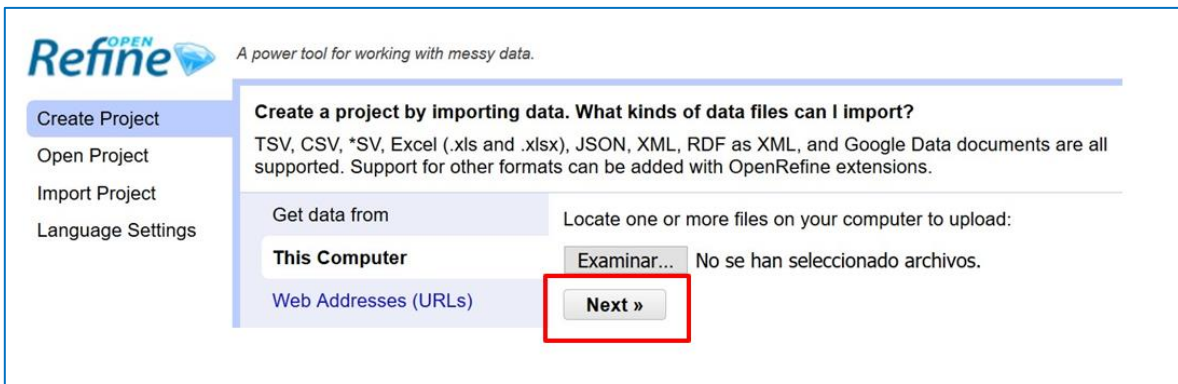 OPEN
Refine
A power tool for working with messy data.
Create Project
Open Project
Import Project
Language Settings
Create a project by importing data. What kinds of data files can I import?
TSV, CSV, *SV, Excel (.xls and .xlsx), JSON, XML, RDF as XML, and Google Data documents are all
supported. Support for other formats can be added with OpenRefine extensions.
Get data from
This Computer
Web Addresses (URLs)
Locate one or more files on your computer to upload:
Examinar... No se han seleccionado archivos.
Next »